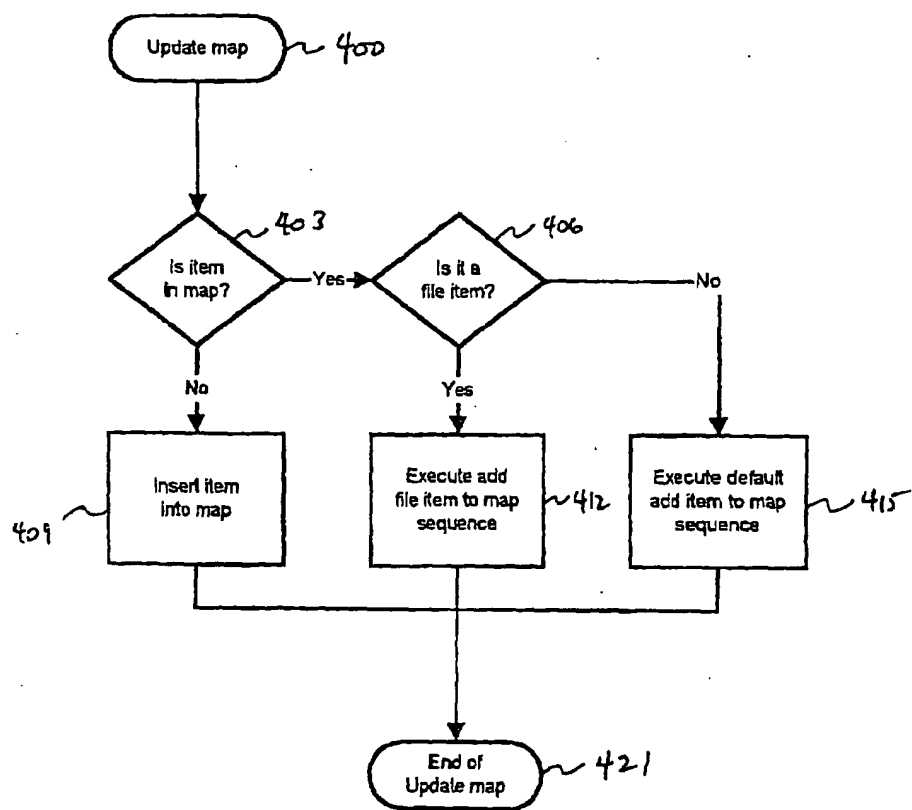 Update map
400
Is item
in map?
403
Yes
Is it a
file item?
406
No
No
Yes
Insert item
into map
409
Execute add
file item to map
sequence
412
Execute default
add item to map
sequence
415
End of
Update map
421